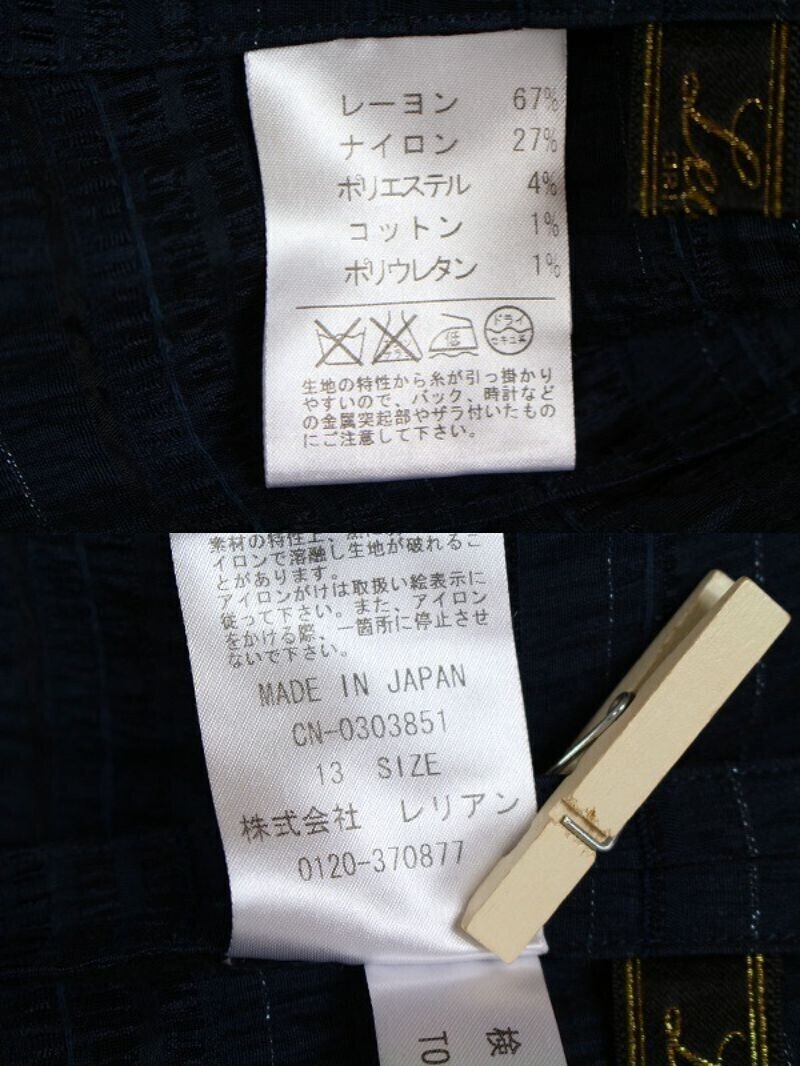 レーヨン 67%
ナイロン 27%
ポリエステル 4%
コットン 1%
ポリウレタン 1%
低
ドライ
セキユ系
生地の特性から糸が引っ掛かり
やすいので、バック、時計など
の金属突起部やザラ付いたもの
にご注意して下さい。
素材の特性上、
イロンで溶融し生地が破れるこ
とがあります。
アイロンがけは取扱い絵表示に
従って下さい。また、アイロン
をかける際、一箇所に停止させ
ないで下さい。
MADE IN JAPAN
CN-0303851
13 SIZE
株式会社 レリアン
0120-370877
検
TO